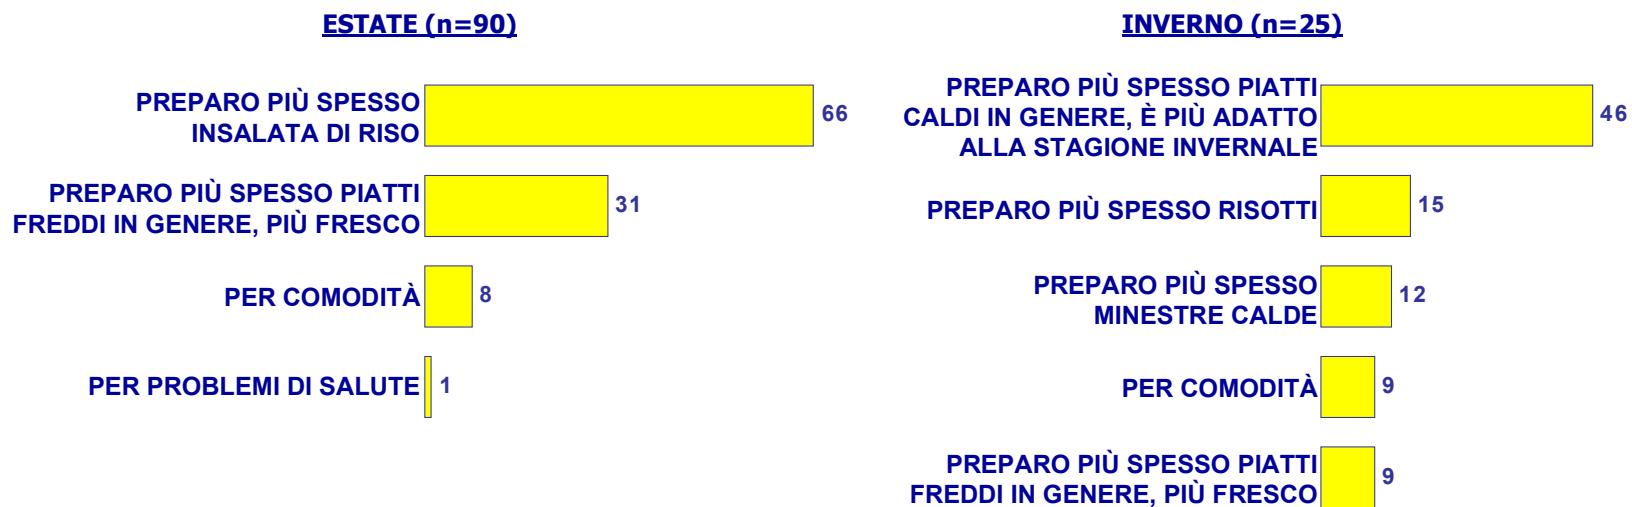 ESTATE (n=90)
PREPARO PIÙ SPESSO
INSALATA DI RISO
66
PREPARO PIÙ SPESSO PIATTI
FREDDI IN GENERE, PIÙ FRESCO
31
PER COMODITÀ
8
PER PROBLEMI DI SALUTE
1
INVERNO (n=25)
PREPARO PIÙ SPESSO PIATTI
CALDI IN GENERE, È PIÙ ADATTO
ALLA STAGIONE INVERNALE
46
PREPARO PIÙ SPESSO RISOTTI
15
PREPARO PIÙ SPESSO
MINESTRE CALDE
12
PER COMODITÀ
9
PREPARO PIÙ SPESSO PIATTI
FREDDI IN GENERE, PIÙ FRESCO
9